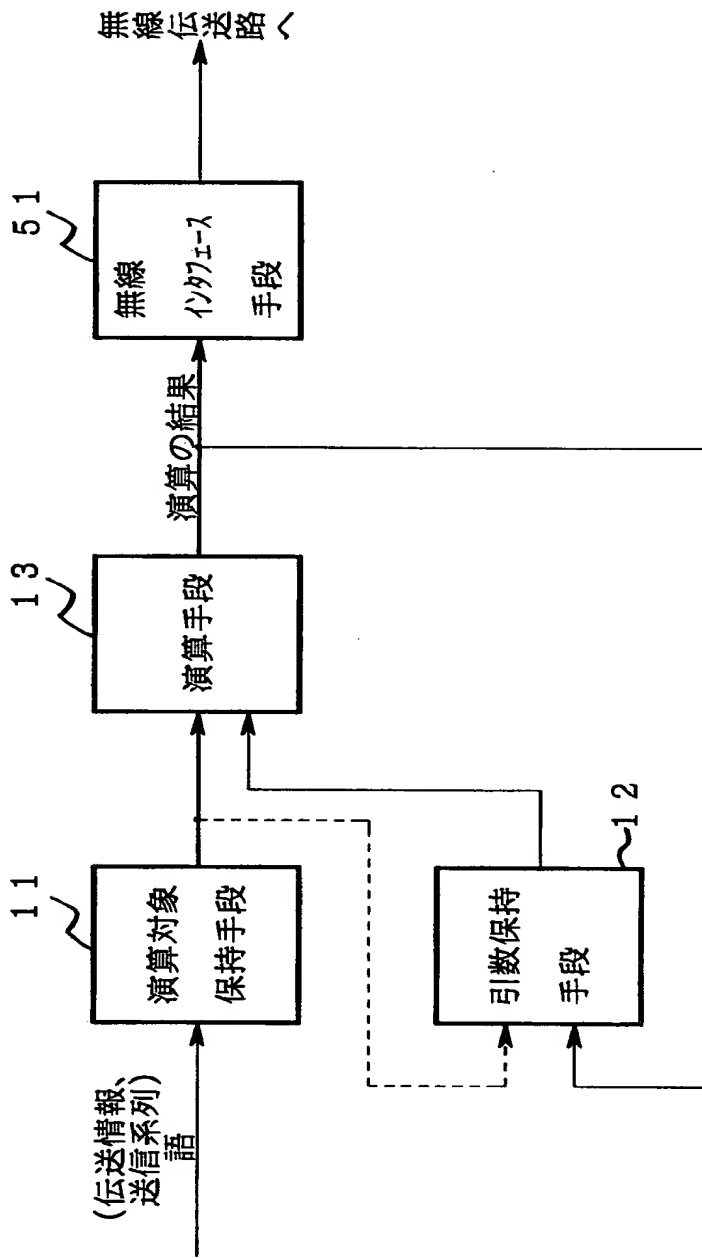 (伝送情報、
送信系列)
語
11
演算対象
保持手段
13
演算手段
演算の結果
51
無線
インタフェース
手段
無線伝送路へ
引数保持
手段
12